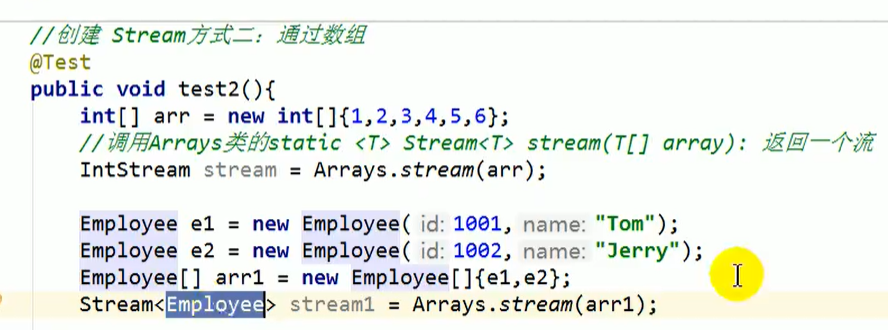 //创建 Stream方式二：通过数组
@Test
public void test2(){
int[] arr = new int[]{1,2,3,4,5,6};
//调用Arrays类的static <T> Stream<T> stream(T[] array): 返回一个流
IntStream stream = Arrays.stream(arr);
Employee e1 = new Employee( id: 1001, name: "Tom");
Employee e2 = new Employee( id: 1002, name: "Jerry");
Employee[] arr1 = new Employee[]{e1,e2};
Stream<Employee> stream1 = Arrays.stream(arr1);